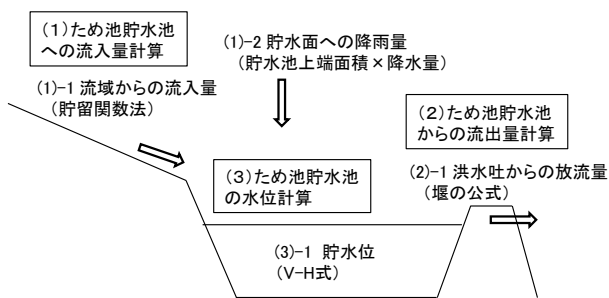 (1)ため池貯水池
への流入量計算
(1)-1 流域からの流入量
(貯留関数法)
(1)-2 貯水面への降雨量
(貯水池上端面積×降水量)
(2)ため池貯水池
からの流出量計算
(2)-1 洪水吐からの放流量
(堰の公式)
(3)ため池貯水池
の水位計算
(3)-1 貯水位
(V-H式)